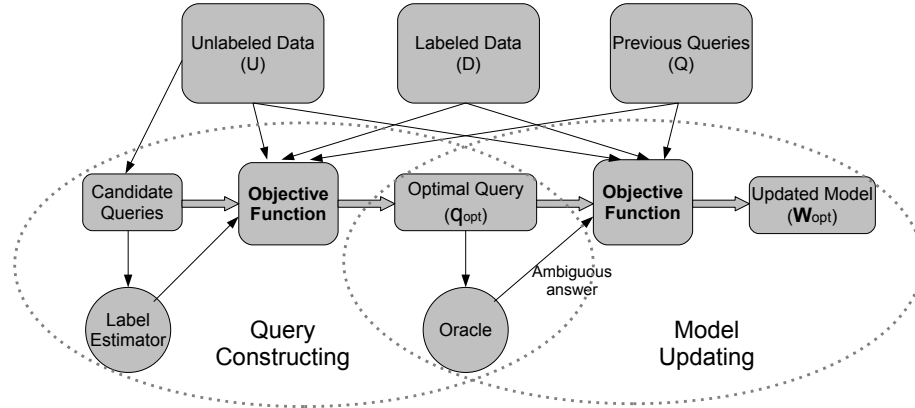 Unlabeled Data
(U)
Labeled Data
(D)
Previous Queries
(Q)
Candidate
Queries
Objective
Function
Optimal Query
(qopt)
Objective
Function
Updated Model
(Wopt)
Ambiguous
answer
Label
Estimator
Query
Constructing
Oracle
Model
Updating